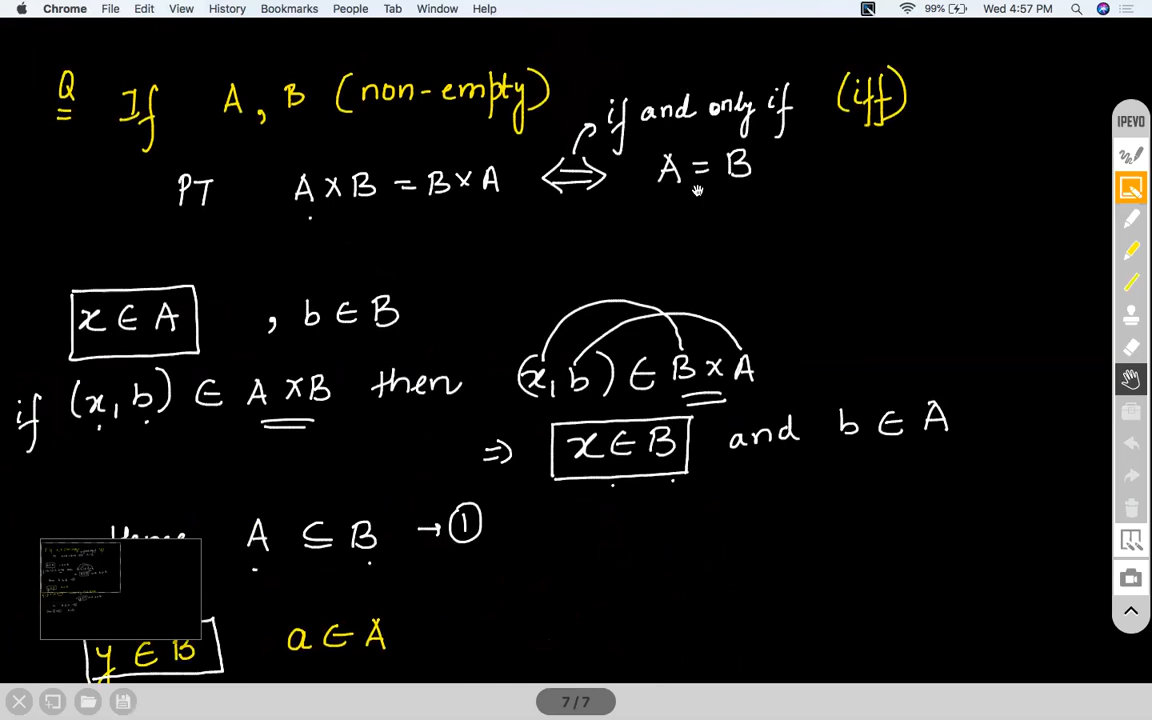 Chrome File Edit View History Bookmarks People Tab Window Help 99% Wed 4:57 PM
Q If A, B (non-empty) if and only if (iff)
PT A × B = B × A ⟺ A = B
x ∈ A , b ∈ B
if (x, b) ∈ A × B then (x, b) ∈ B × A
⇒ x ∈ B and b ∈ A
A ⊆ B → ①
y ∈ B a ∈ A
IPEVO
7 / 7